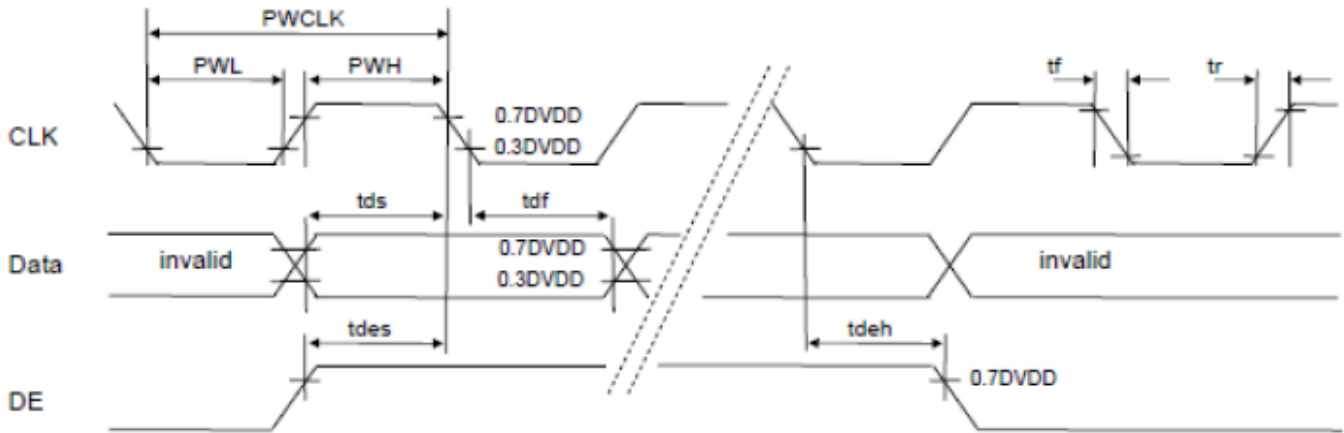 PWCLK
PWL PWH tf tr
CLK 0.7DVDD
0.3DVDD
tds tdf
Data invalid 0.7DVDD invalid
0.3DVDD
tdes tdeh
DE 0.7DVDD